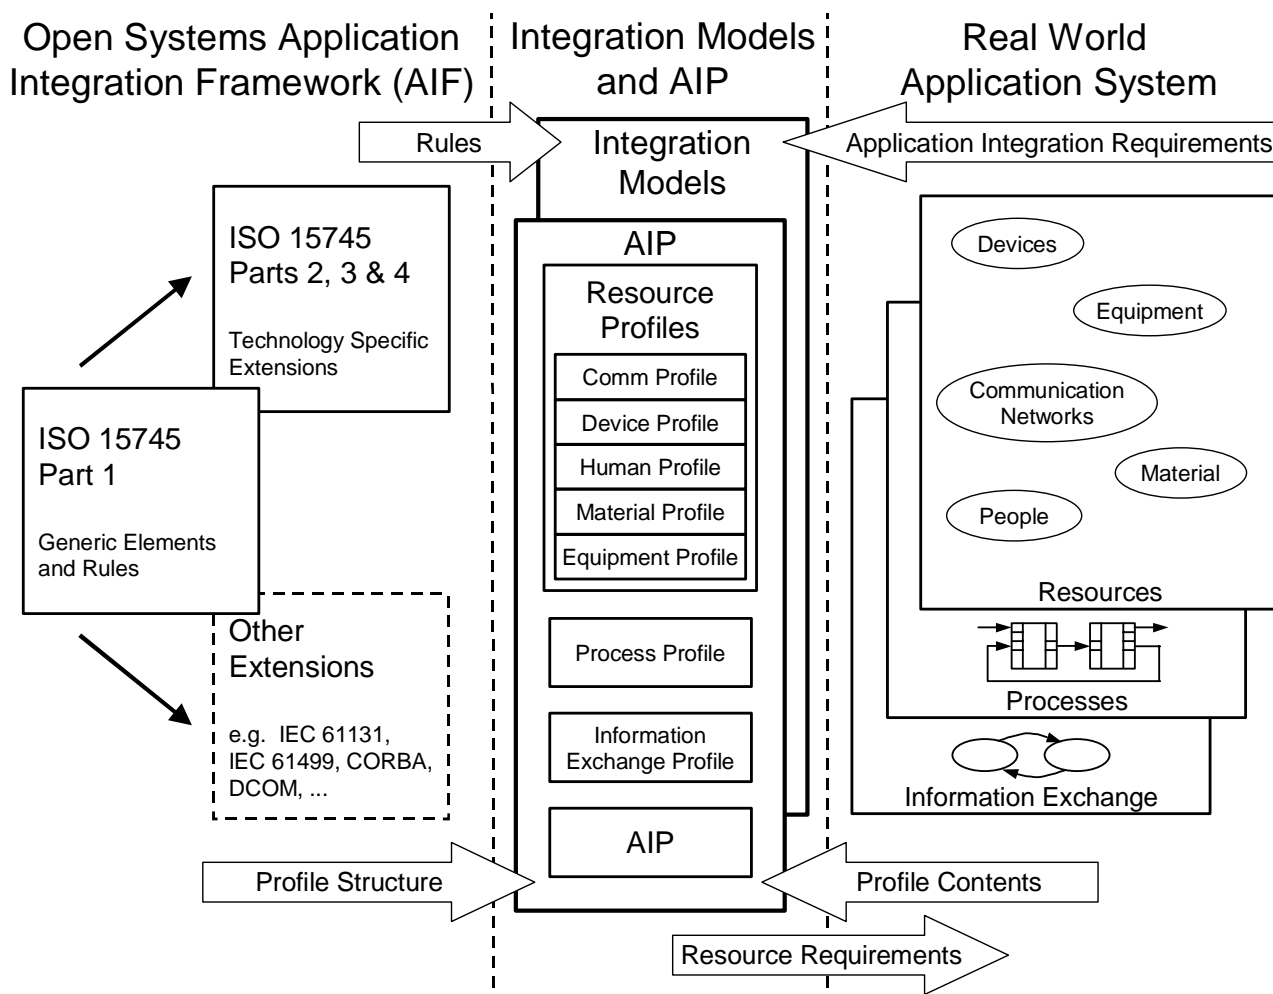 Open Systems Application
Integration Framework (AIF)
Integration Models
and AIP
Real World
Application System
Rules
Integration
Models
Application Integration Requirements
ISO 15745
Parts 2, 3 & 4
Technology Specific
Extensions
ISO 15745
Part 1
Generic Elements
and Rules
Other
Extensions
e.g. IEC 61131,
IEC 61499, CORBA,
DCOM, ...
AIP
Resource
Profiles
Comm Profile
Device Profile
Human Profile
Material Profile
Equipment Profile
Process Profile
Information
Exchange Profile
AIP
Devices
Equipment
Communication
Networks
Material
People
Resources
Processes
Information Exchange
Profile Structure
Profile Contents
Resource Requirements